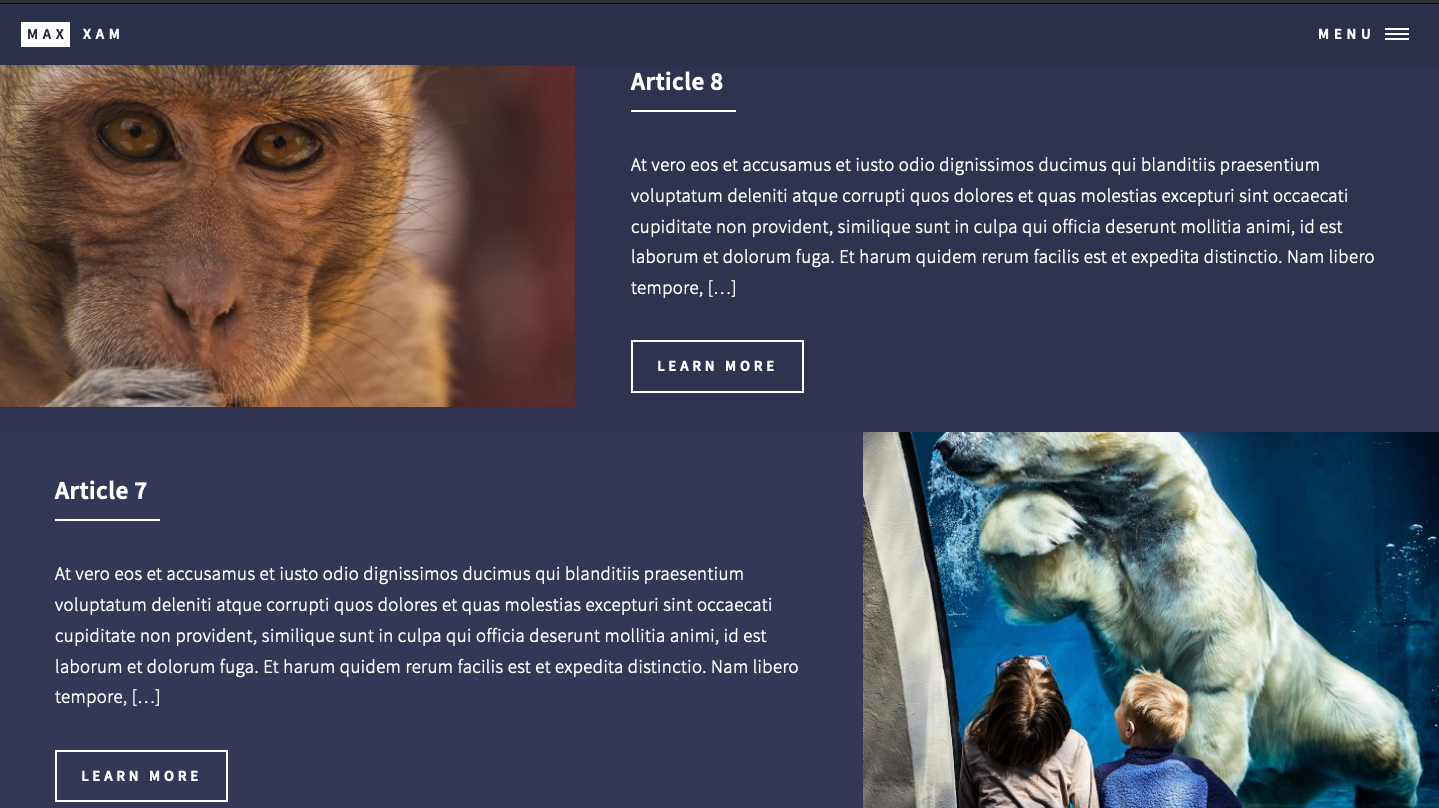 MAX XAM
MENU
Article 8
At vero eos et accusamus et iusto odio dignissimos ducimus qui blanditiis praesentium
voluptatum deleniti atque corrupti quos dolores et quas molestias excepturi sint occaecati
cupiditate non provident, similique sunt in culpa qui officia deserunt mollitia animi, id est
laborum et dolorum fuga. Et harum quidem rerum facilis est et expedita distinctio. Nam libero
tempore, […]
LEARN MORE
Article 7
At vero eos et accusamus et iusto odio dignissimos ducimus qui blanditiis praesentium
voluptatum deleniti atque corrupti quos dolores et quas molestias excepturi sint occaecati
cupiditate non provident, similique sunt in culpa qui officia deserunt mollitia animi, id est
laborum et dolorum fuga. Et harum quidem rerum facilis est et expedita distinctio. Nam libero
tempore, […]
LEARN MORE